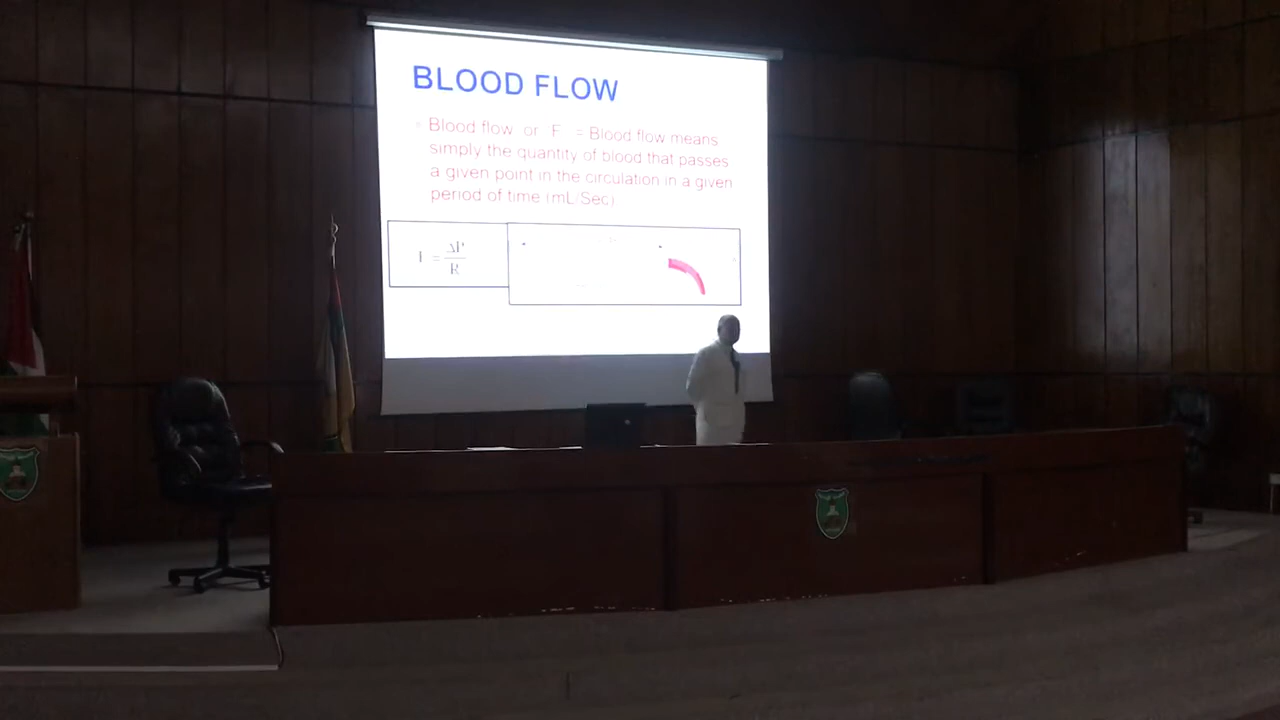 BLOOD FLOW
Blood flow or F = Blood flow means
simply the quantity of blood that passes
a given point in the circulation in a given
period of time (mL/Sec)
F = ΔP
R